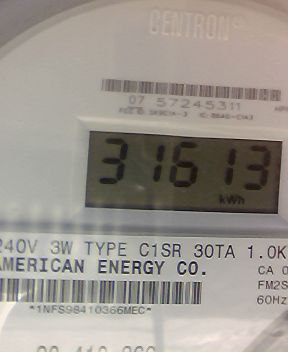 CENTRON®
07 57245311
31613
kWh
240V 3W TYPE C1SR 30TA 1.0K
AMERICAN ENERGY CO.
CA 0
FM2S
60Hz
*1NFS98410366MEC*